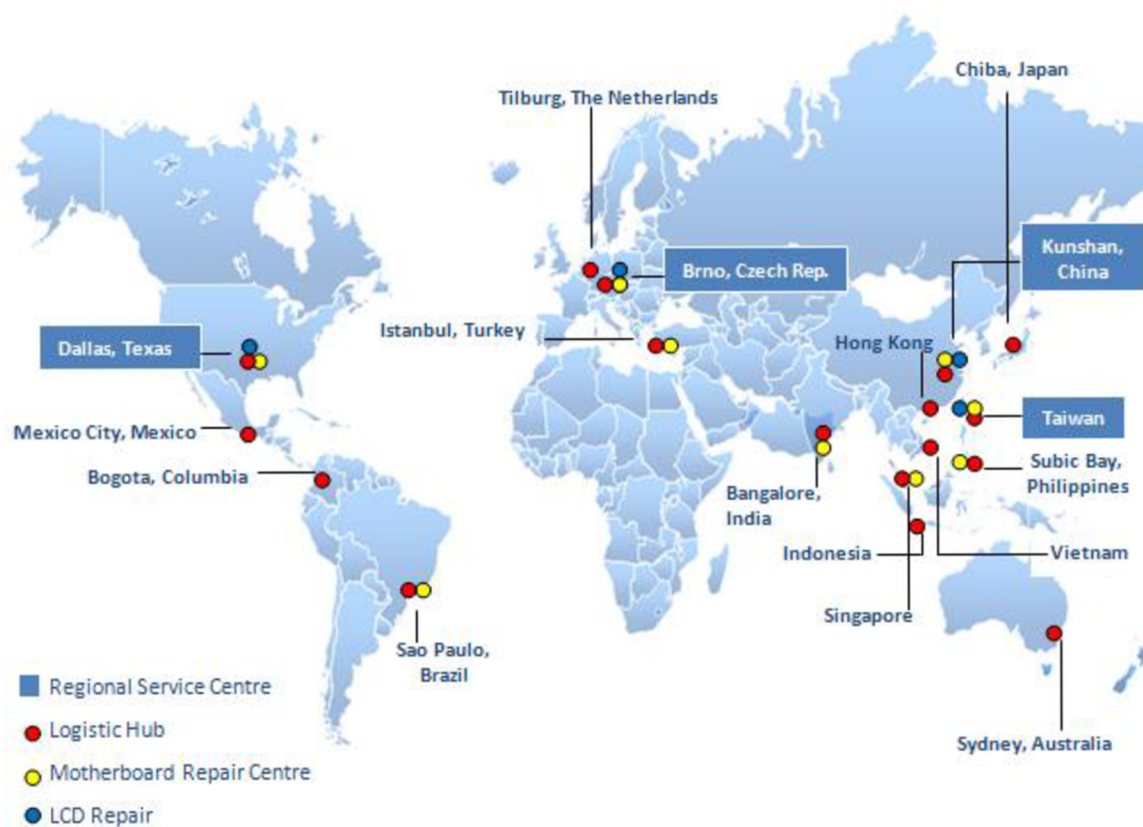 Chiba, Japan
Tilburg, The Netherlands
Kunshan,
China
Brno, Czech Rep.
Istanbul, Turkey
Hong Kong
Dallas, Texas
Taiwan
Mexico City, Mexico
Bogota, Columbia
Subic Bay,
Philippines
Bangalore,
India
Indonesia
Vietnam
Singapore
Sao Paulo,
Brazil
Regional Service Centre
Logistic Hub
Sydney, Australia
Motherboard Repair Centre
LCD Repair